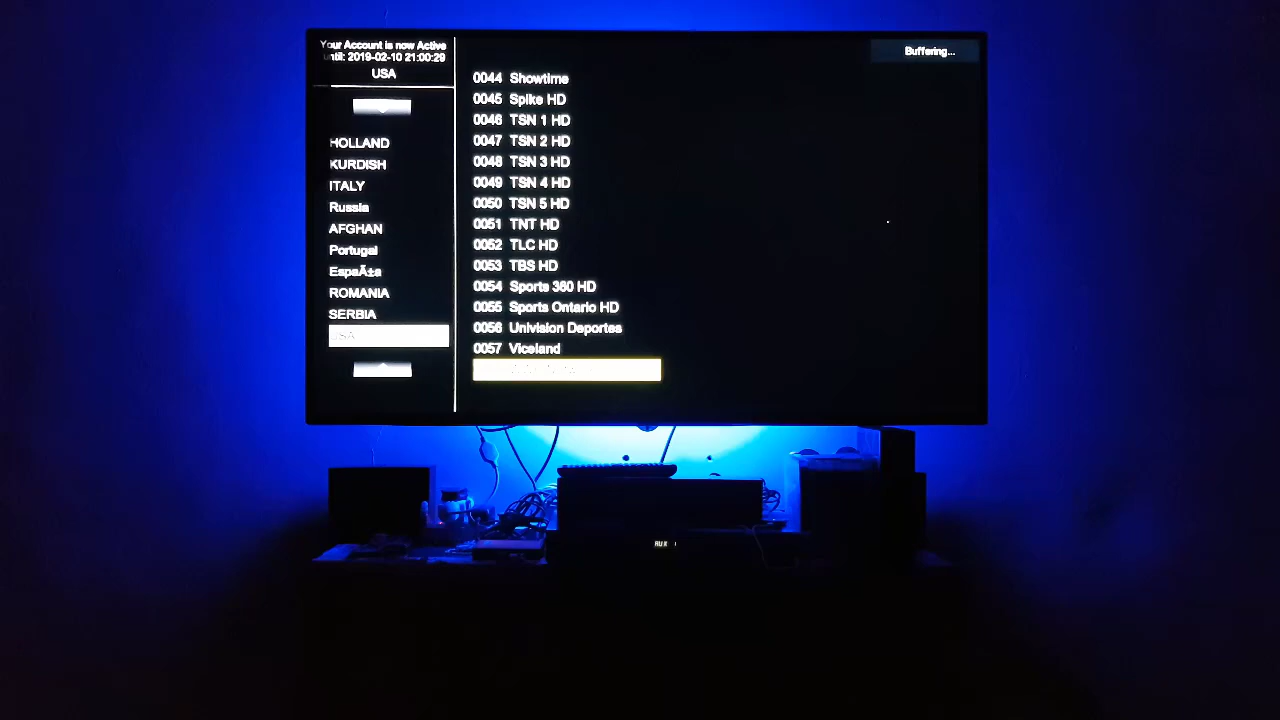 Your Account is now Active
until: 2019-02-10 21:00:29
USA
HOLLAND
KURDISH
ITALY
Russia
AFGHAN
Portugal
EspaÃ±a
ROMANIA
SERBIA
USA
Buffering...
0044 Showtime
0045 Spike HD
0046 TSN 1 HD
0047 TSN 2 HD
0048 TSN 3 HD
0049 TSN 4 HD
0050 TSN 5 HD
0051 TNT HD
0052 TLC HD
0053 TBS HD
0054 Sports 360 HD
0055 Sports Ontario HD
0056 Univision Deportes
0057 Viceland
AUX